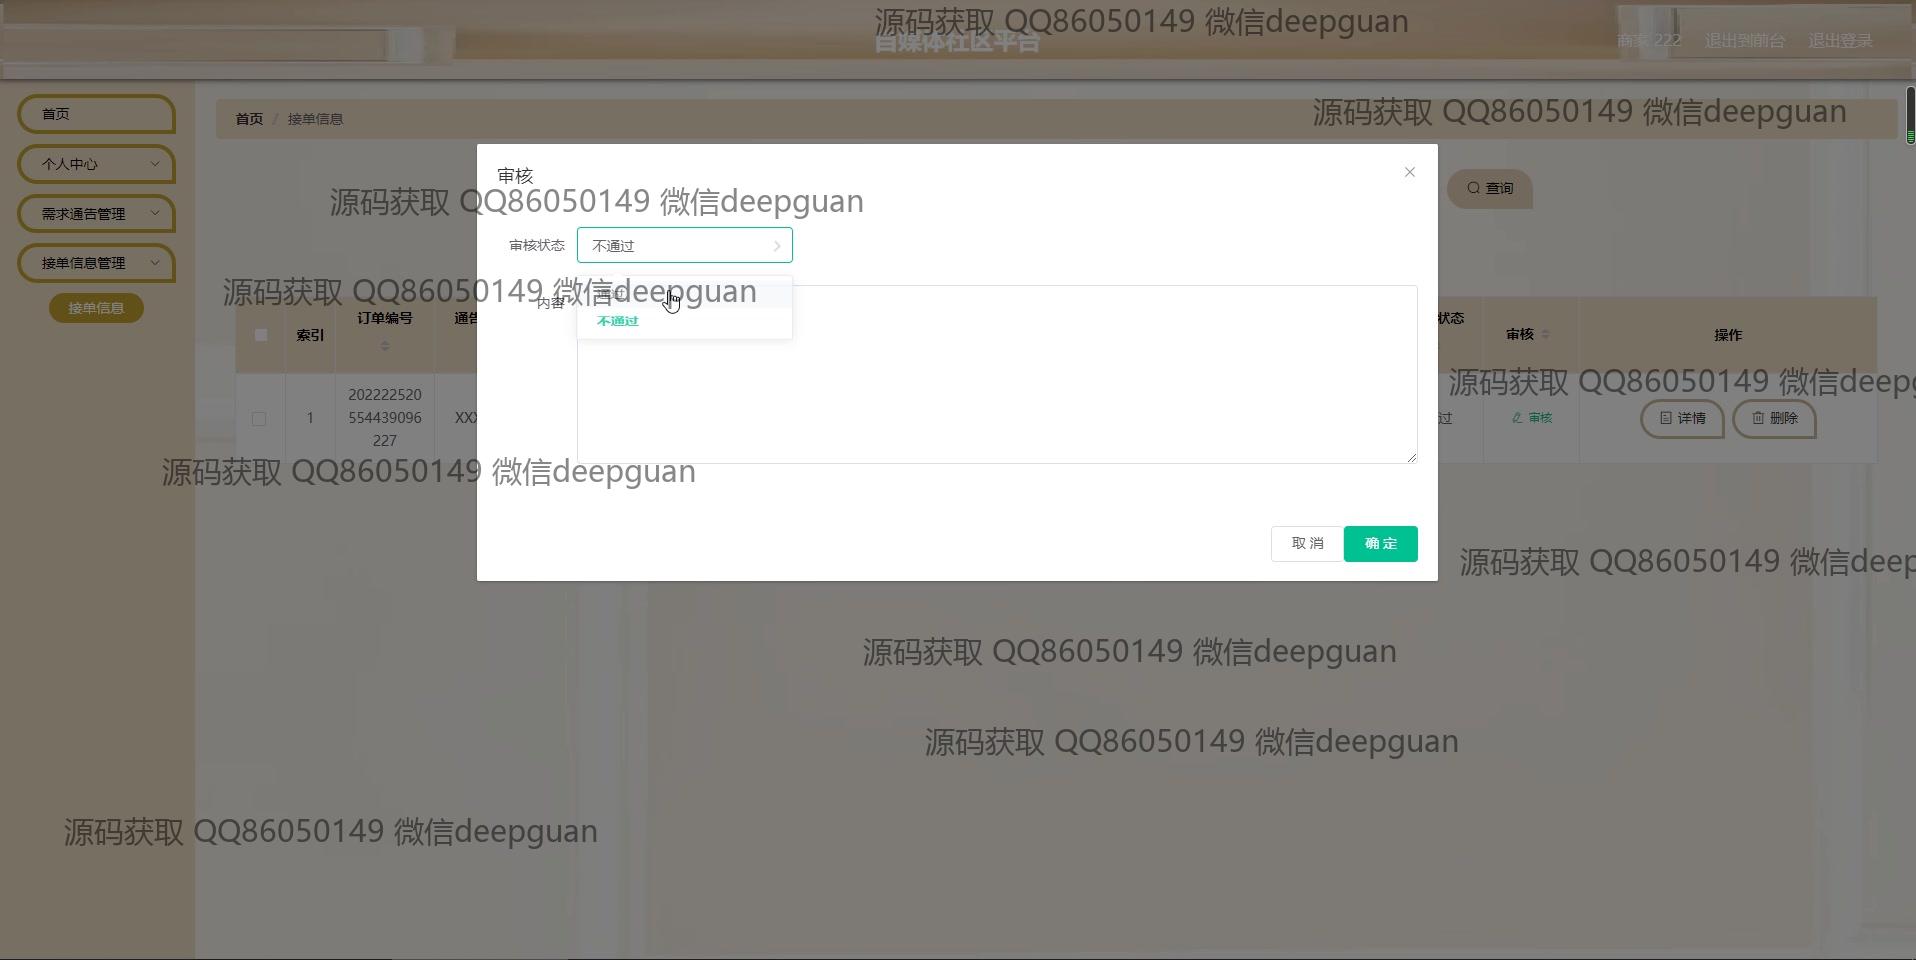 源码获取 QQ86050149 微信deepguan
自媒体社区平台
商家 222 退出到前台 退出登录
首页
个人中心
需求通告管理
接单信息管理
接单信息
首页 / 接单信息
源码获取 QQ86050149 微信deepguan
查询
审核
源码获取 QQ86050149 微信deepguan
审核状态 不通过
源码获取 QQ86050149 微信deepguan
内容
通过
不通过
索引 订单编号 通告 状态 审核 操作
源码获取 QQ86050149 微信deep
1 202222520 XXX 过 审核 详情 删除
554439096
227
源码获取 QQ86050149 微信deepguan
取消 确定
源码获取 QQ86050149 微信deep
源码获取 QQ86050149 微信deepguan
源码获取 QQ86050149 微信deepguan
源码获取 QQ86050149 微信deepguan